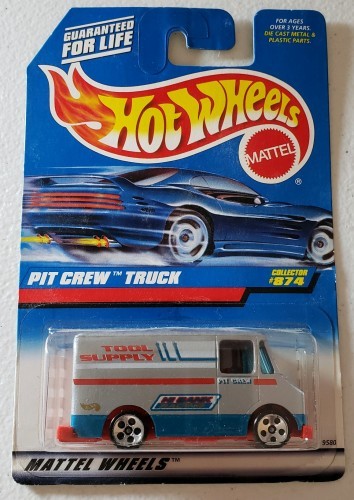 GUARANTEED
FOR LIFE
FOR AGES
OVER 3 YEARS.
DIE CAST METAL &
PLASTIC PARTS.
HOT WHEELS
MATTEL
®
PIT CREW™ TRUCK
COLLECTOR
#874
TOOL
SUPPLY
PIT CREW
MATTEL WHEELS™
9580